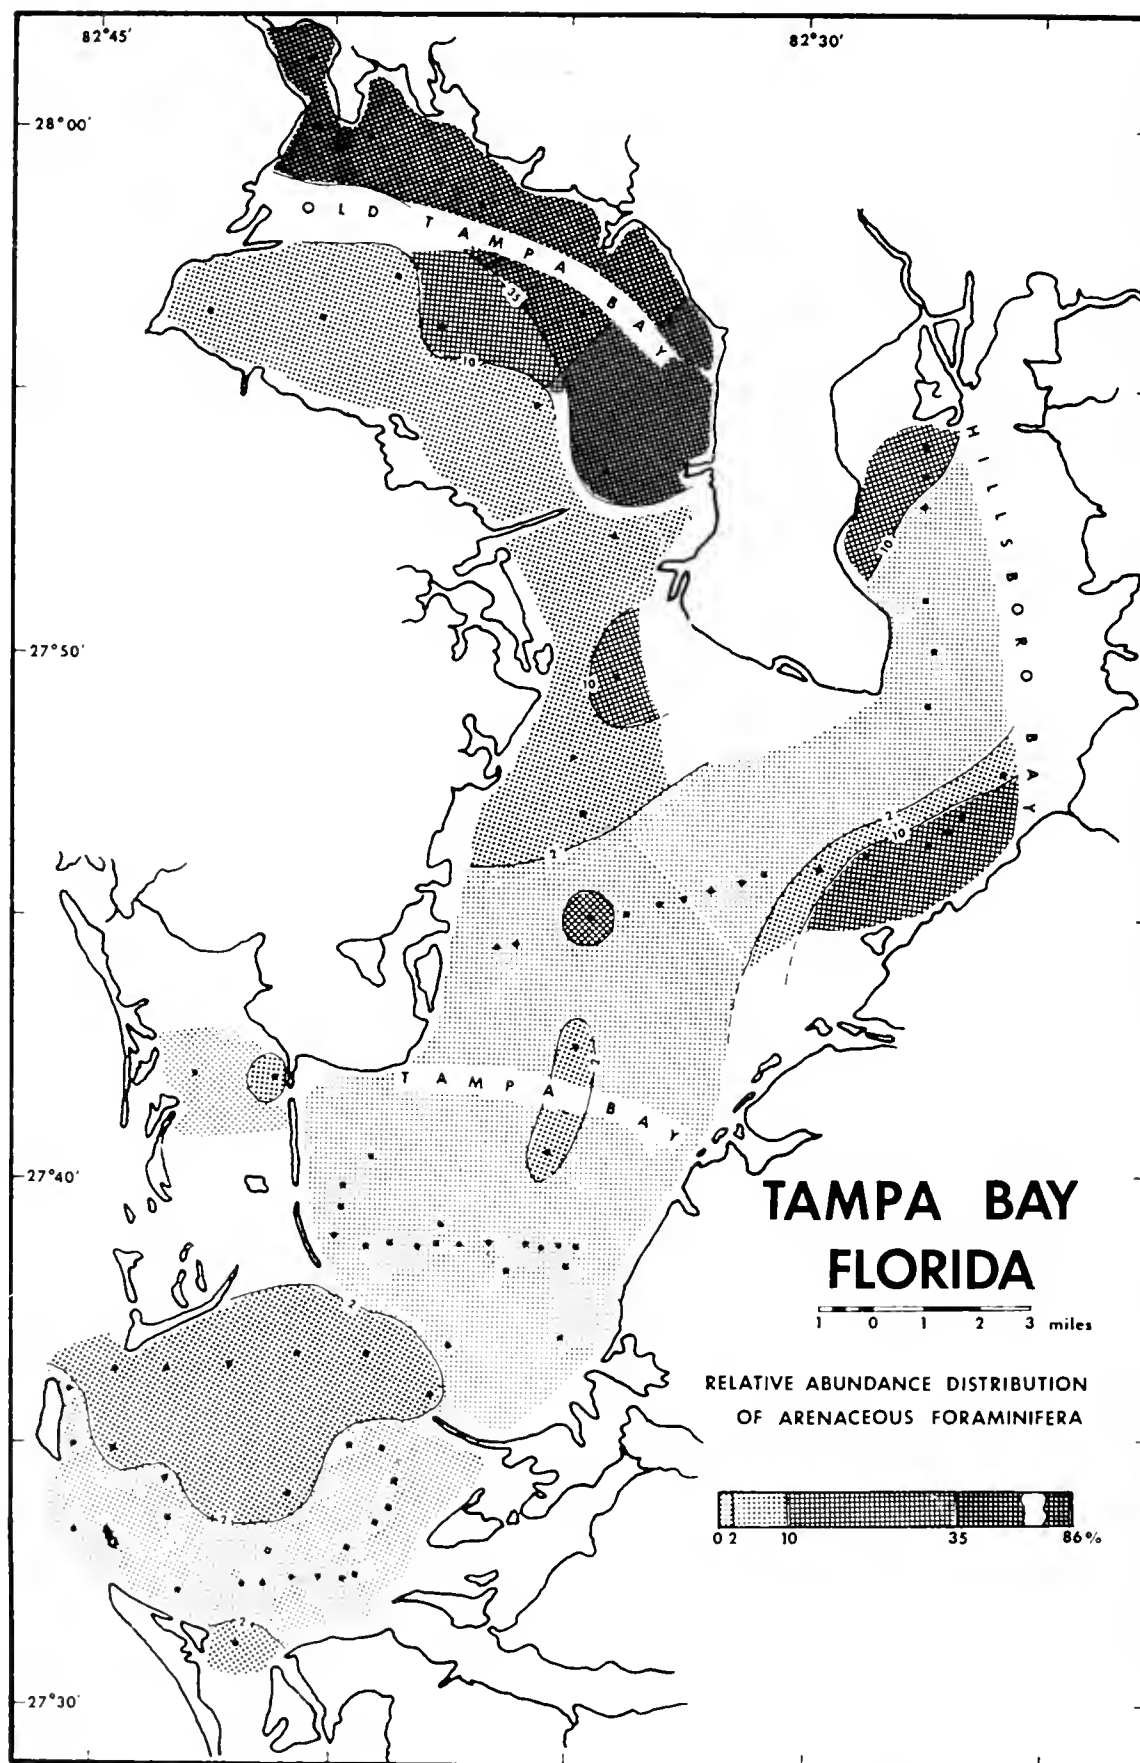 82°45'
82°30'
28°00'
OLD TAMPA BAY
35
10
HILLSBORO BAY
10
27°50'
10
2
2
10
2
TAMPA BAY
27°40'
TAMPA BAY
FLORIDA
1 0 1 2 3 miles
2
RELATIVE ABUNDANCE DISTRIBUTION
OF ARENACEOUS FORAMINIFERA
0 2 10 35 86%
2
2
27°30'